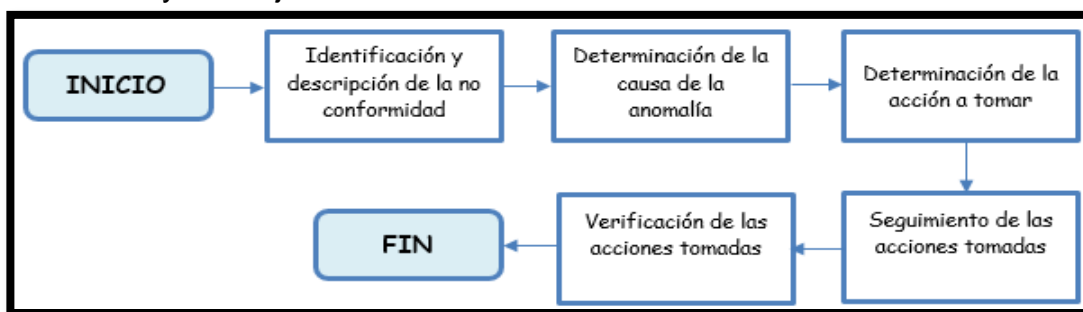 INICIO
Identificación y
descripción de la no
conformidad
Determinación de la
causa de la
anomalía
Determinación de la
acción a tomar
Seguimiento de las
acciones tomadas
Verificación de las
acciones tomadas
FIN